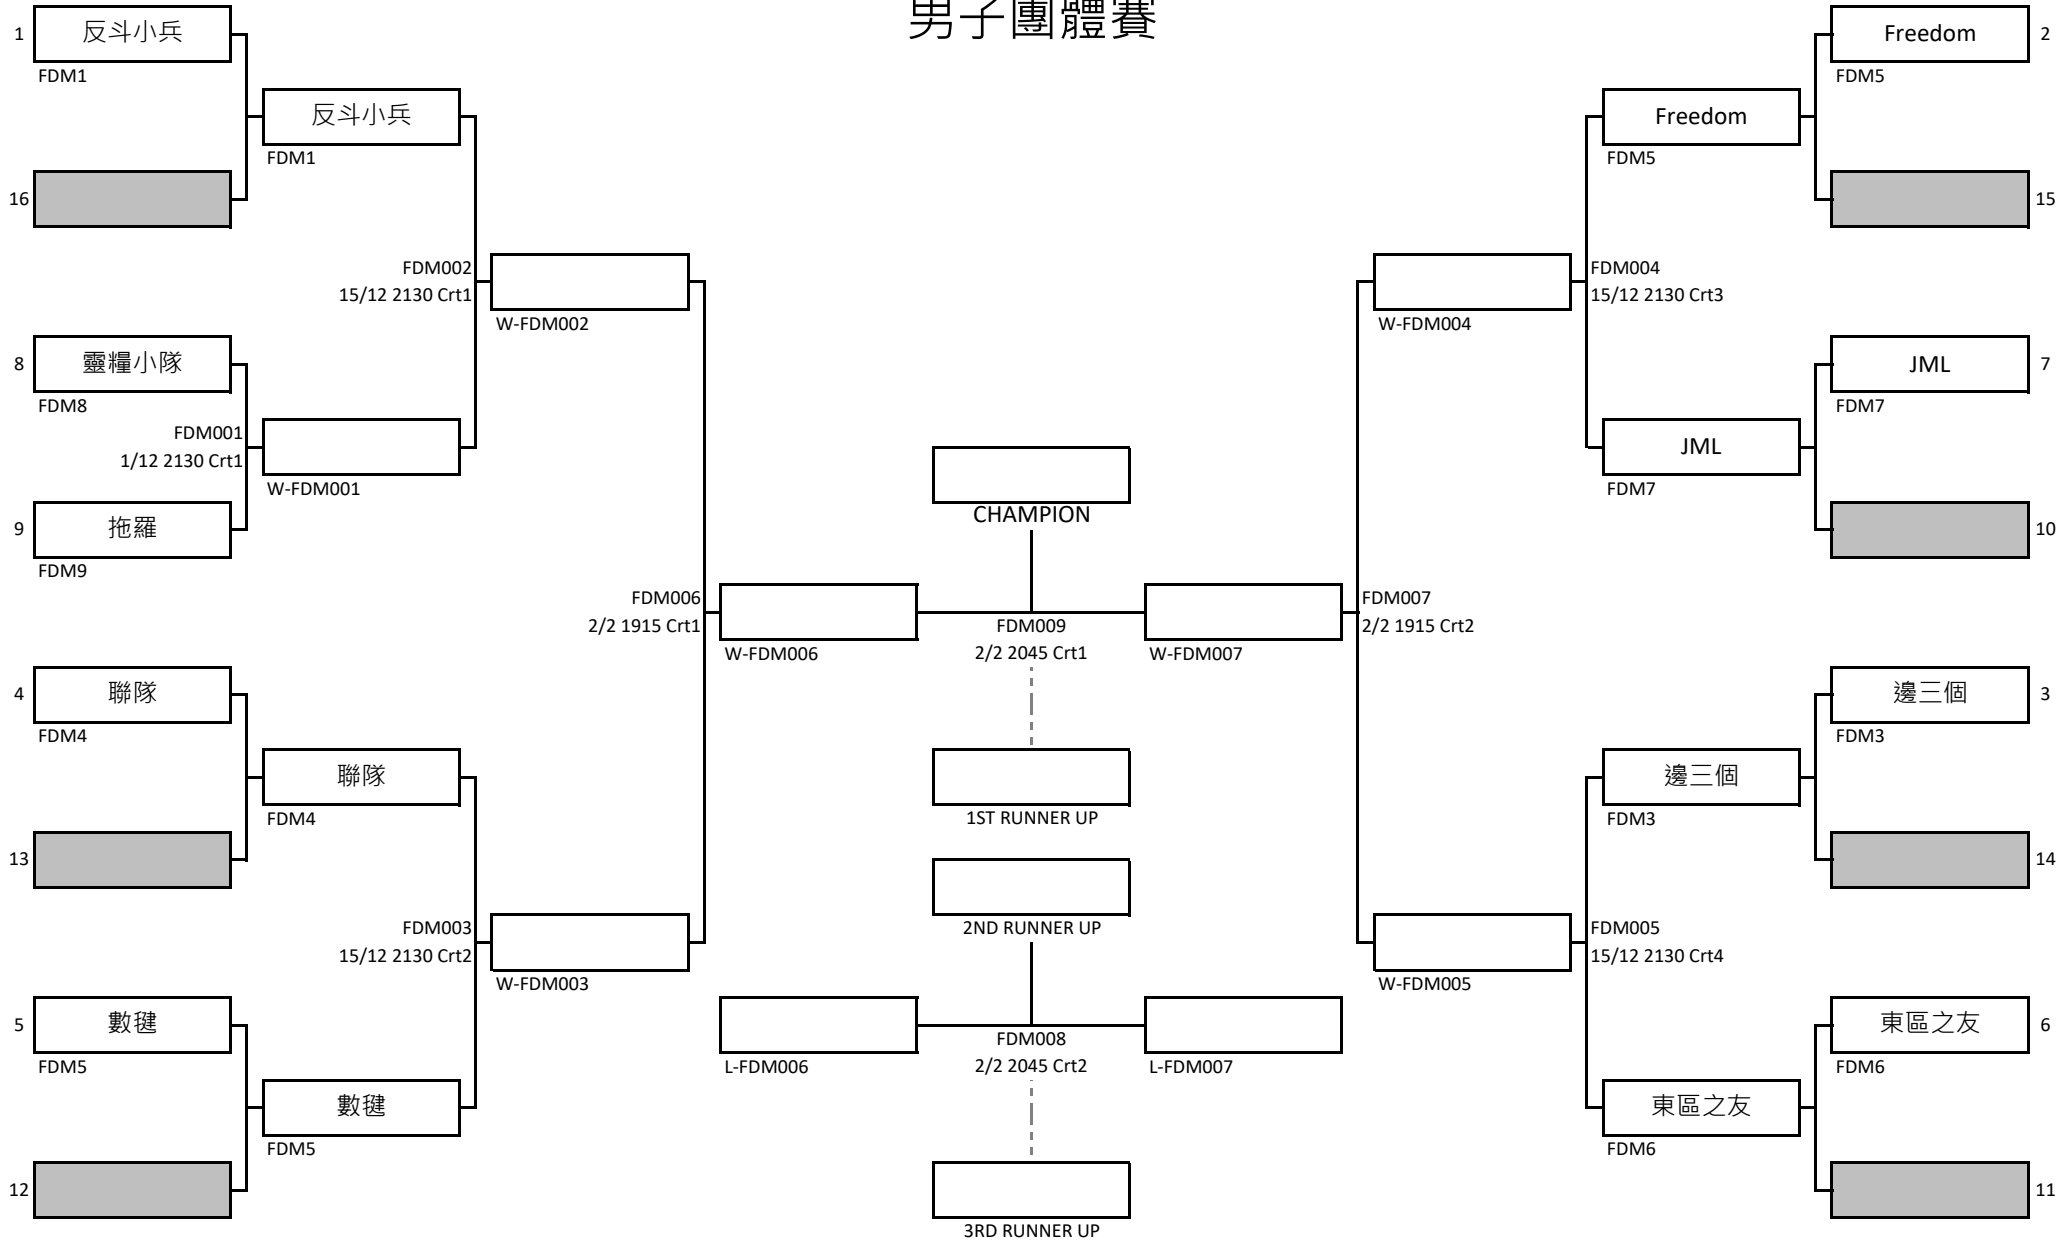 男子團體賽
1
反斗小兵
FDM1
反斗小兵
FDM1
16
FDM002
15/12 2130 Crt1
W-FDM002
8
靈糧小隊
FDM8
FDM001
1/12 2130 Crt1
W-FDM001
9
拖羅
FDM9
FDM006
2/2 1915 Crt1
W-FDM006
4
聯隊
FDM4
聯隊
FDM4
13
FDM003
15/12 2130 Crt2
W-FDM003
5
數毽
FDM5
數毽
FDM5
12
CHAMPION
FDM009
2/2 2045 Crt1
1ST RUNNER UP
2ND RUNNER UP
L-FDM006
FDM008
2/2 2045 Crt2
L-FDM007
3RD RUNNER UP
Freedom
2
FDM5
Freedom
FDM5
15
FDM004
15/12 2130 Crt3
W-FDM004
JML
7
FDM7
JML
FDM7
10
W-FDM007
FDM007
2/2 1915 Crt2
邊三個
3
FDM3
邊三個
FDM3
14
FDM005
15/12 2130 Crt4
W-FDM005
東區之友
6
FDM6
東區之友
FDM6
11